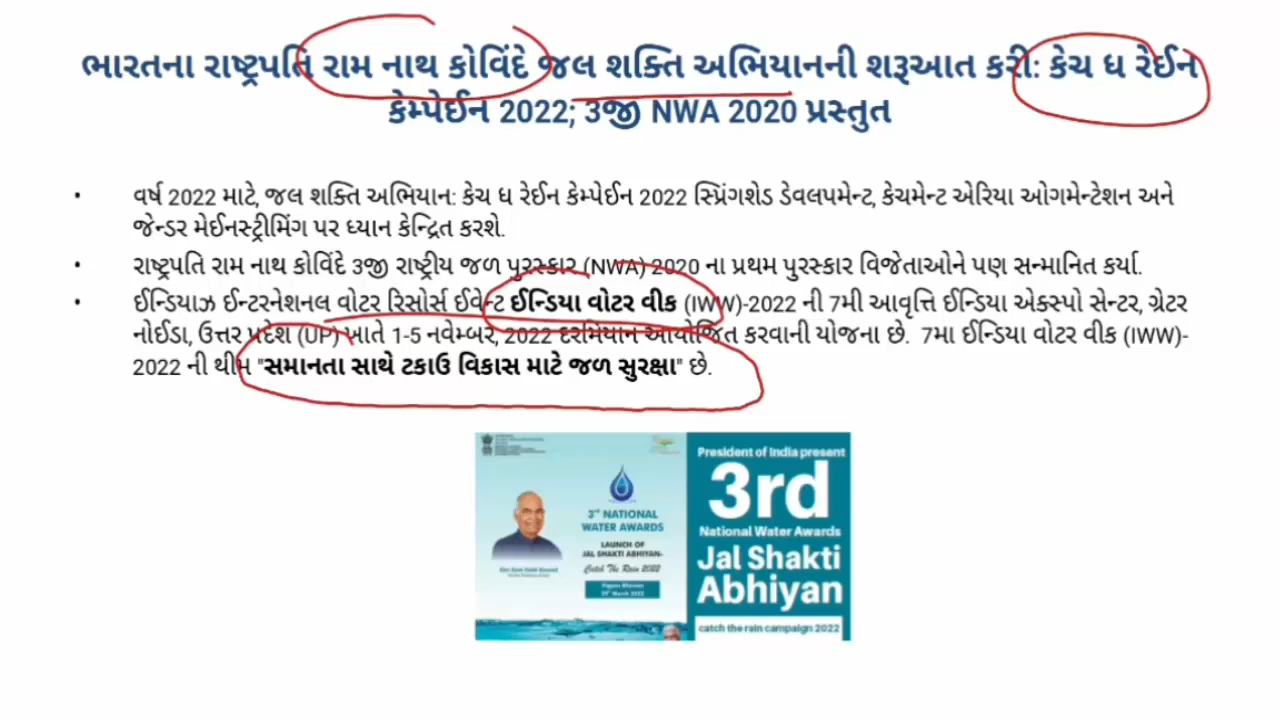 ભારતના રાષ્ટ્રપતિ રામ નાથ કોવિંદે જલ શક્તિ અભિયાનની શરૂઆત કરી: કેચ ધ રેઈન
કેમ્પેઈન 2022; 3જી NWA 2020 પ્રસ્તુત
• વર્ષ 2022 માટે, જલ શક્તિ અભિયાન: કેચ ધ રેઈન કેમ્પેઈન 2022 સ્પ્રિંગશેડ ડેવલપમેન્ટ, કેચમેન્ટ એરિયા ઓગમેન્ટેશન અને
જેન્ડર મેઈનસ્ટ્રીમિંગ પર ધ્યાન કેન્દ્રિત કરશે.
• રાષ્ટ્રપતિ રામ નાથ કોવિંદે 3જી રાષ્ટ્રીય જળ પુરસ્કાર (NWA) 2020 ના પ્રથમ પુરસ્કાર વિજેતાઓને પણ સન્માનિત કર્યા.
• ઈન્ડિયાઝ ઈન્ટરનેશનલ વોટર રિસોર્સ ઈવેન્ટ ઈન્ડિયા વોટર વીક (IWW)-2022 ની 7મી આવૃત્તિ ઈન્ડિયા એક્સ્પો સેન્ટર, ગ્રેટર
નોઈડા, ઉત્તર પ્રદેશ (UP) ખાતે 1-5 નવેમ્બર, 2022 દરમિયાન આયોજિત કરવાની યોજના છે. 7મા ઈન્ડિયા વોટર વીક (IWW)-
2022 ની થીમ "સમાનતા સાથે ટકાઉ વિકાસ માટે જળ સુરક્ષા" છે.
3rd NATIONAL
WATER AWARDS
LAUNCH OF
JAL SHAKTI ABHIYAN-
Catch The Rain 2022
President of India present
3rd
National Water Awards
Jal Shakti
Abhiyan
catch the rain campaign 2022